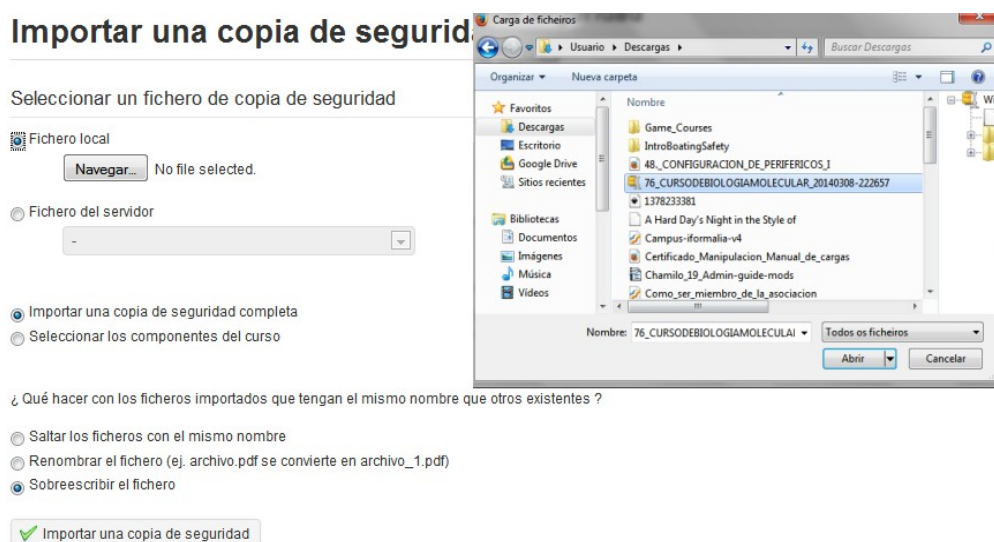 Importar una copia de segurid
Seleccionar un fichero de copia de seguridad
Fichero local
Navegar... No file selected.
Fichero del servidor
-
Importar una copia de seguridad completa
Seleccionar los componentes del curso
¿ Qué hacer con los ficheros importados que tengan el mismo nombre que otros existentes ?
Saltar los ficheros con el mismo nombre
Renombrar el fichero (ej. archivo.pdf se convierte en archivo_1.pdf)
Sobreescribir el fichero
Importar una copia de seguridad
Carga de ficheiros
Usuario Descargas Buscar Descargas
Organizar Nueva carpeta
Favoritos
Descargas
Escritorio
Google Drive
Sitios recientes
Bibliotecas
Documentos
Imágenes
Música
Vídeos
Nombre
Game_Courses
IntroBoatingSafety
48._CONFIGURACION_DE_PERIFERICOS_I
76_CURSODEBIOLOGIAMOLECULAR_20140308-222657
1378233381
A Hard Day's Night in the Style of
Campus-iformalia-v4
Certificado_Manipulacion_Manual_de_cargas
Chamilo_19_Admin-guide-mods
Como_ser_miembro_de_la_asociacion
Wi
Nombre: 76_CURSODEBIOLOGIAMOLECULAI Todos os ficheiros
Abrir Cancelar